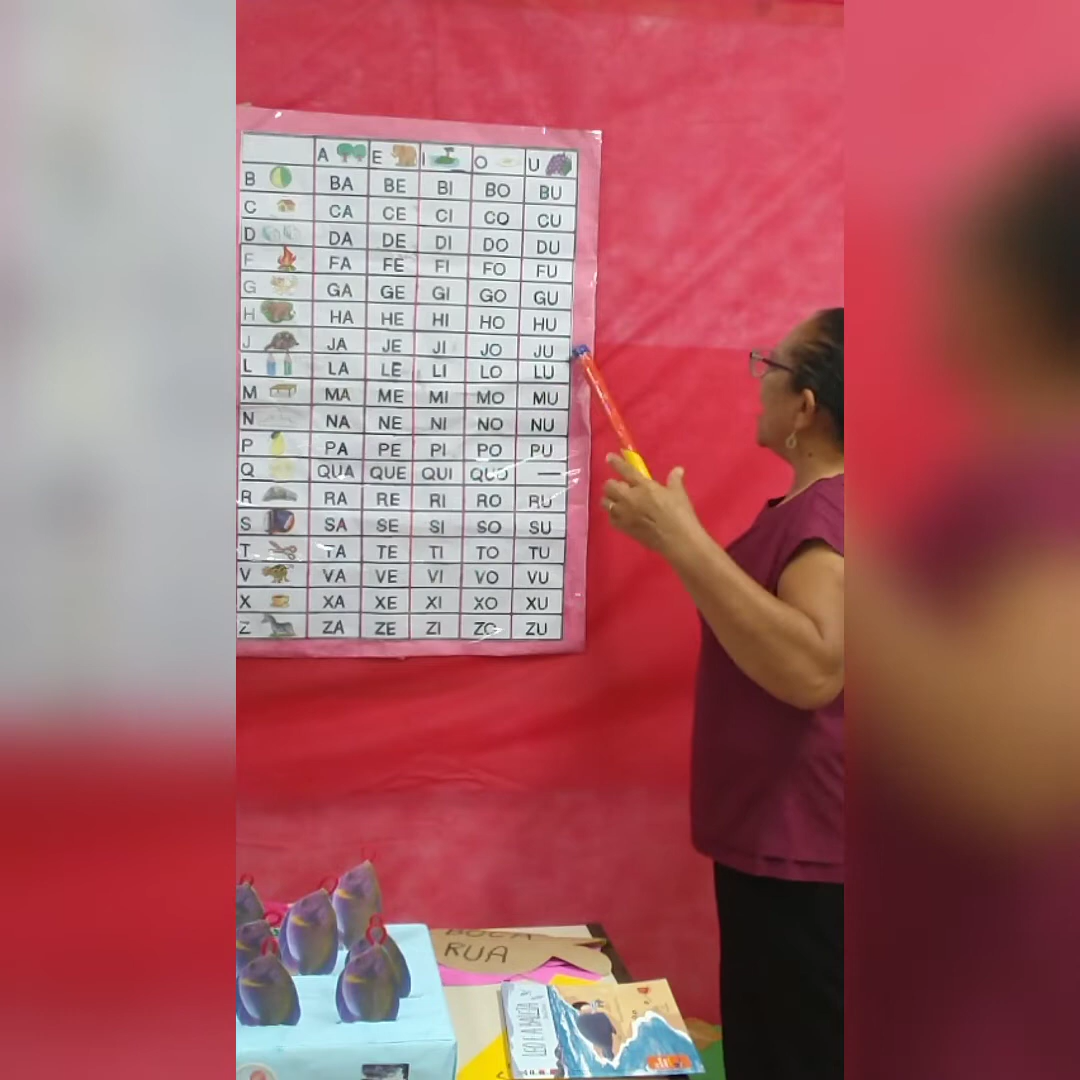 A E I O U
B BA BE BI BO BU
C CA CE CI CO CU
D DA DE DI DO DU
F FA FE FI FO FU
G GA GE GI GO GU
H HA HE HI HO HU
J JA JE JI JO JU
L LA LE LI LO LU
M MA ME MI MO MU
N NA NE NI NO NU
P PA PE PI PO PU
Q QUA QUE QUI QUO —
R RA RE RI RO RU
S SA SE SI SO SU
T TA TE TI TO TU
V VA VE VI VO VU
X XA XE XI XO XU
Z ZA ZE ZI ZO ZU
RUA
LEO E A BALEIA